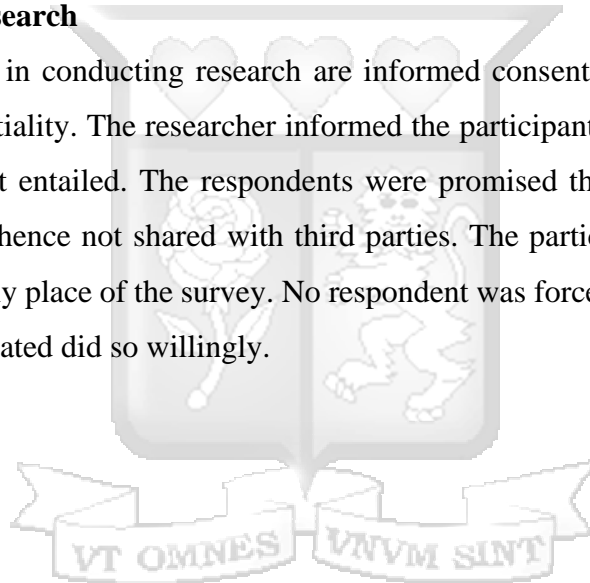 search
in conducting research are informed consent
tiality. The researcher informed the participant
t entailed. The respondents were promised th
hence not shared with third parties. The partic
y place of the survey. No respondent was force
ated did so willingly.
VT OMNES VNVM SINT